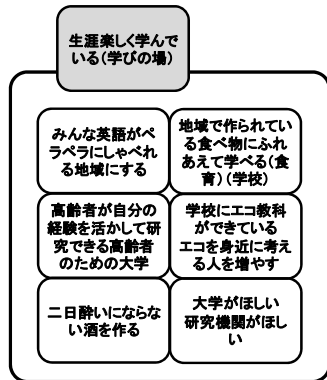 生涯楽しく学んで
いる(学びの場)
みんな英語がペ
ラペラにしゃべれ
る地域にする
地域で作られてい
る食べ物にふれ
あえて学べる(食
育)(学校)
高齢者が自分の
経験を活かして研
究できる高齢者
のための大学
学校にエコ教科
ができている
エコを身近に考え
る人を増やす
二日酔いにならな
い酒を作る
大学がほしい
研究機関がほし
い